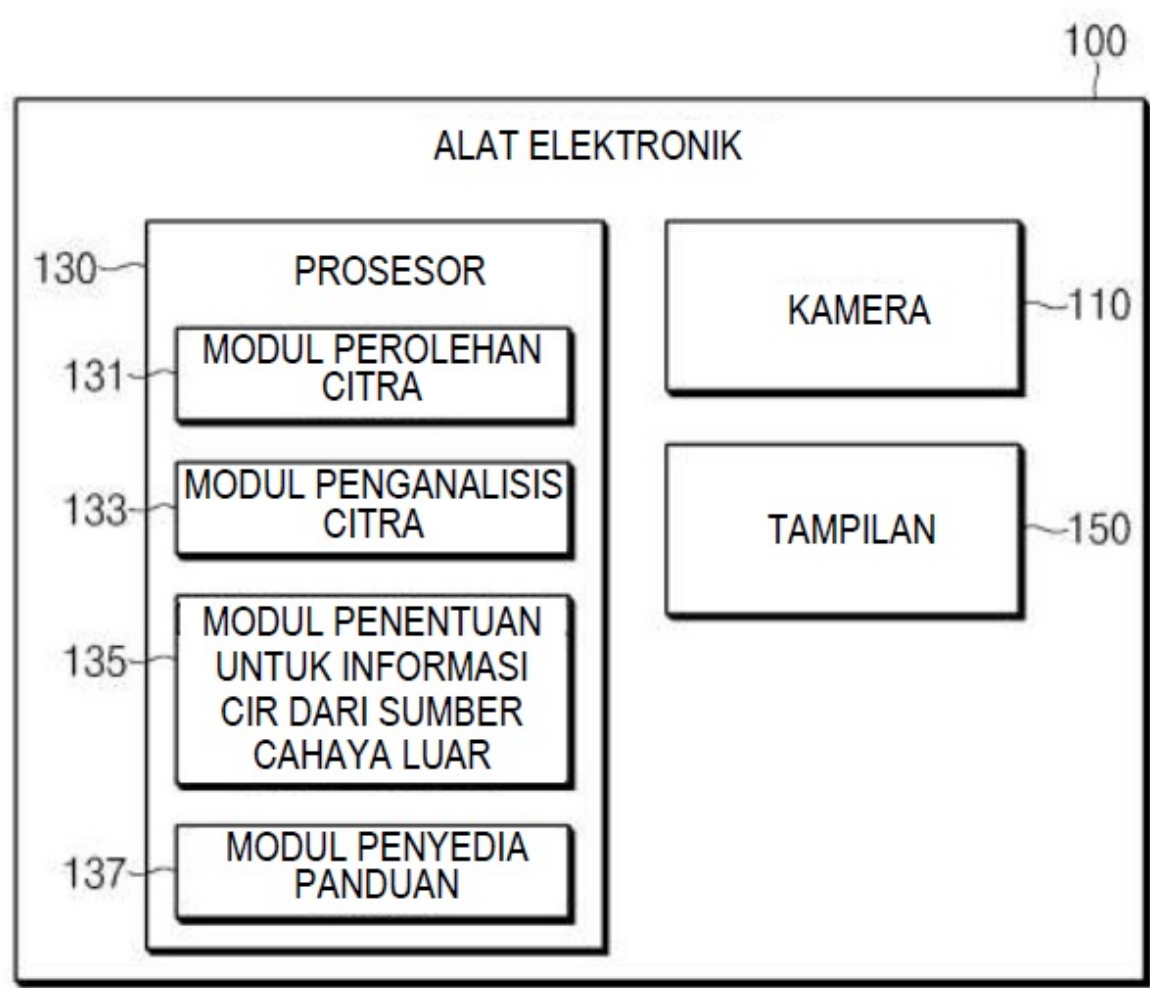 100
ALAT ELEKTRONIK
130
PROSESOR
131
MODUL PEROLEHAN
CITRA
133
MODUL PENGANALISIS
CITRA
135
MODUL PENENTUAN
UNTUK INFORMASI
CIR DARI SUMBER
CAHAYA LUAR
137
MODUL PENYEDIA
PANDUAN
KAMERA
110
TAMPILAN
150